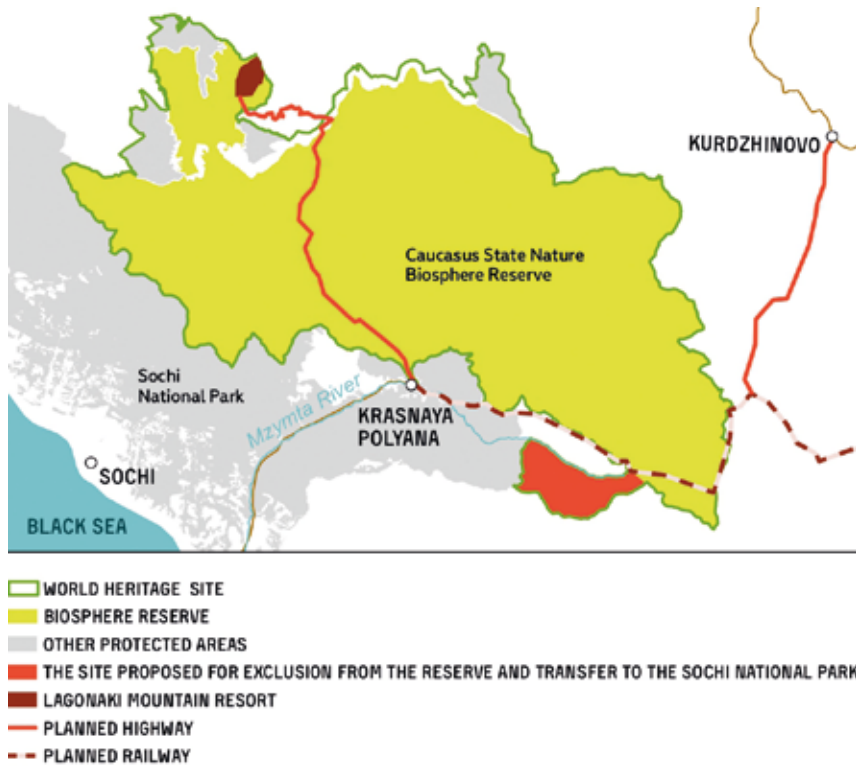 KURDZHINOVO
Caucasus State Nature
Biosphere Reserve
Sochi
National Park
Mzymta River
KRASNAYA
POLYANA
SOCHI
BLACK SEA
WORLD HERITAGE SITE
BIOSPHERE RESERVE
OTHER PROTECTED AREAS
THE SITE PROPOSED FOR EXCLUSION FROM THE RESERVE AND TRANSFER TO THE SOCHI NATIONAL PARK
LAGONAKI MOUNTAIN RESORT
PLANNED HIGHWAY
PLANNED RAILWAY